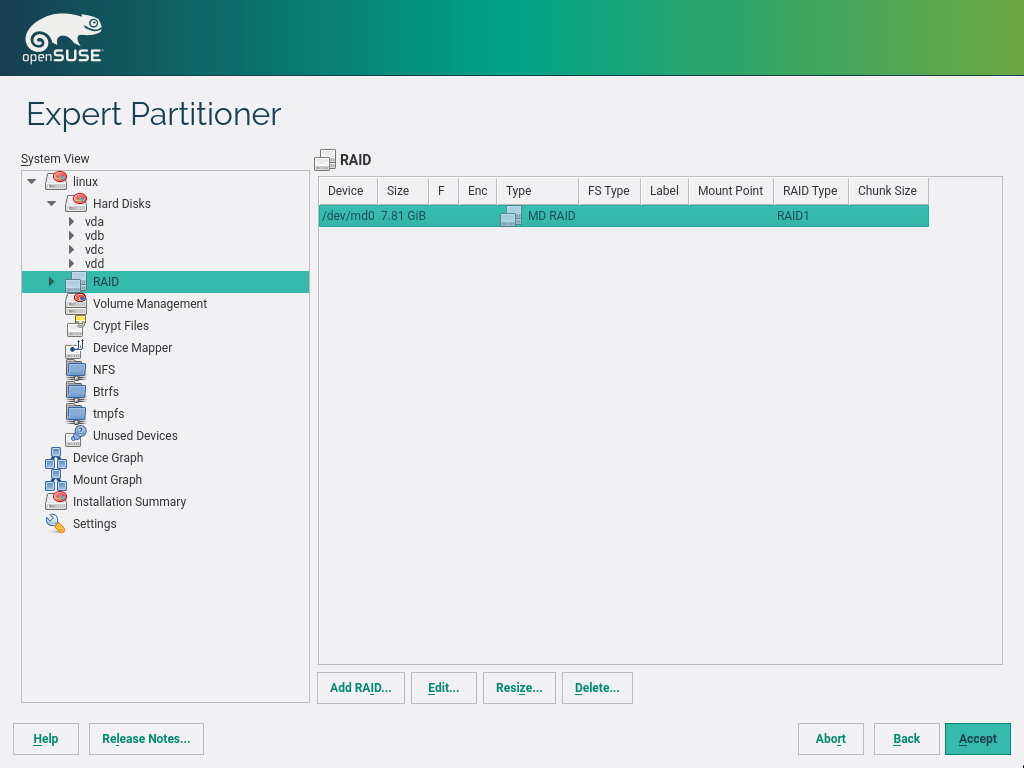 openSUSE
Expert Partitioner
System View
linux
Hard Disks
vda
vdb
vdc
vdd
RAID
Volume Management
Crypt Files
Device Mapper
NFS
Btrfs
tmpfs
Unused Devices
Device Graph
Mount Graph
Installation Summary
Settings
RAID
Device Size F Enc Type FS Type Label Mount Point RAID Type Chunk Size
/dev/md0 7.81 GiB MD RAID RAID1
Add RAID... Edit... Resize... Delete...
Help Release Notes... Abort Back Accept